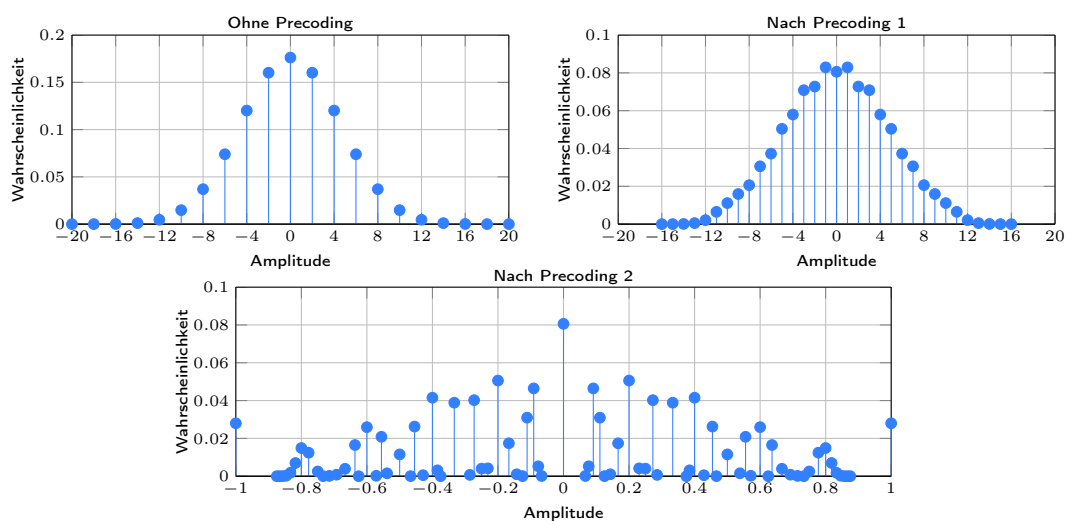 Ohne Precoding
Wahrscheinlichkeit
0.2
0.15
0.1
0.05
0
−20 −16 −12 −8 −4 0 4 8 12 16 20
Amplitude
Nach Precoding 1
Wahrscheinlichkeit
0.1
0.08
0.06
0.04
0.02
0
−20 −16 −12 −8 −4 0 4 8 12 16 20
Amplitude
Nach Precoding 2
Wahrscheinlichkeit
0.1
0.08
0.06
0.04
0.02
0
−1 −0.8 −0.6 −0.4 −0.2 0 0.2 0.4 0.6 0.8 1
Amplitude